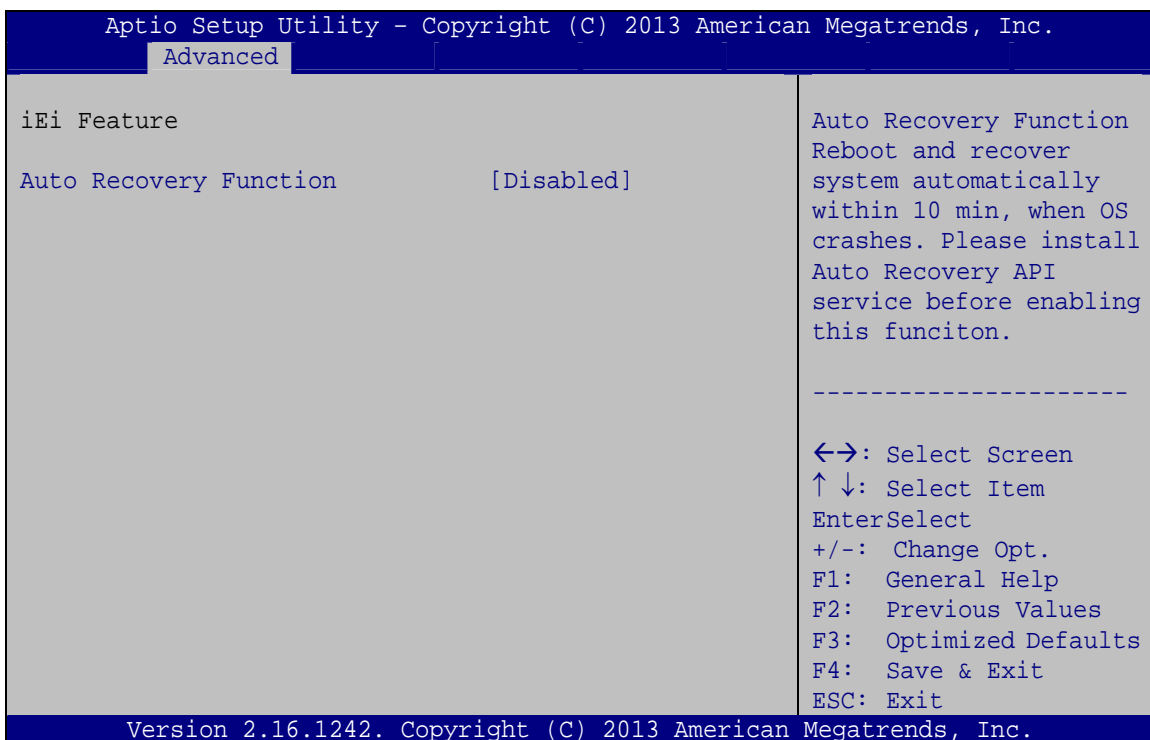 Aptio Setup Utility – Copyright (C) 2013 American Megatrends, Inc.
Advanced
iEi Feature
Auto Recovery Function [Disabled]
Auto Recovery Function
Reboot and recover
system automatically
within 10 min, when OS
crashes. Please install
Auto Recovery API
service before enabling
this funciton.
----------------------
←→: Select Screen
↑ ↓: Select Item
EnterSelect
+/-: Change Opt.
F1: General Help
F2: Previous Values
F3: Optimized Defaults
F4: Save & Exit
ESC: Exit
Version 2.16.1242. Copyright (C) 2013 American Megatrends, Inc.